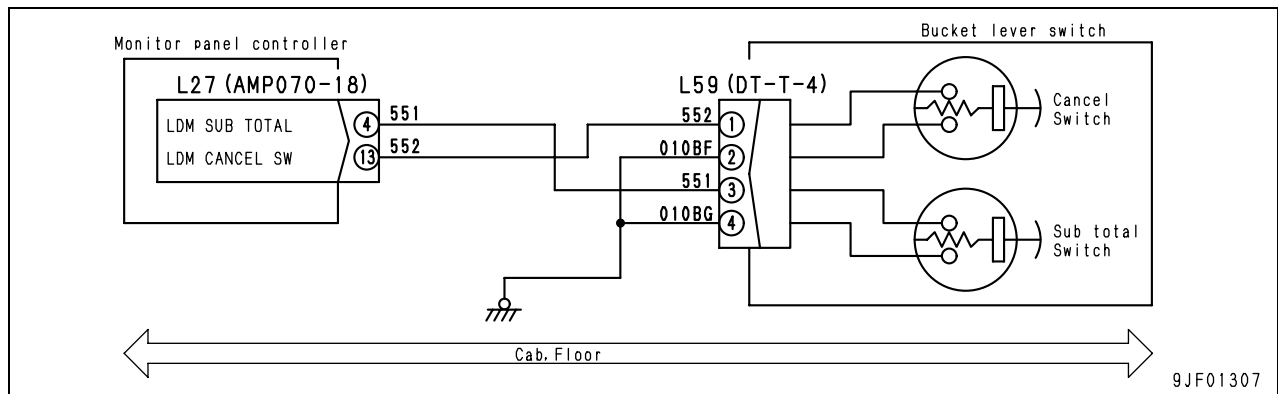 Bucket lever switch
Monitor panel controller
L27 (AMP070-18)
L59 (DT-T-4)
LDM SUB TOTAL
4
551
552
1
Cancel
Switch
LDM CANCEL SW
13
552
010BF
2
551
3
010BG
4
Sub total
Switch
Cab, Floor
9JF01307